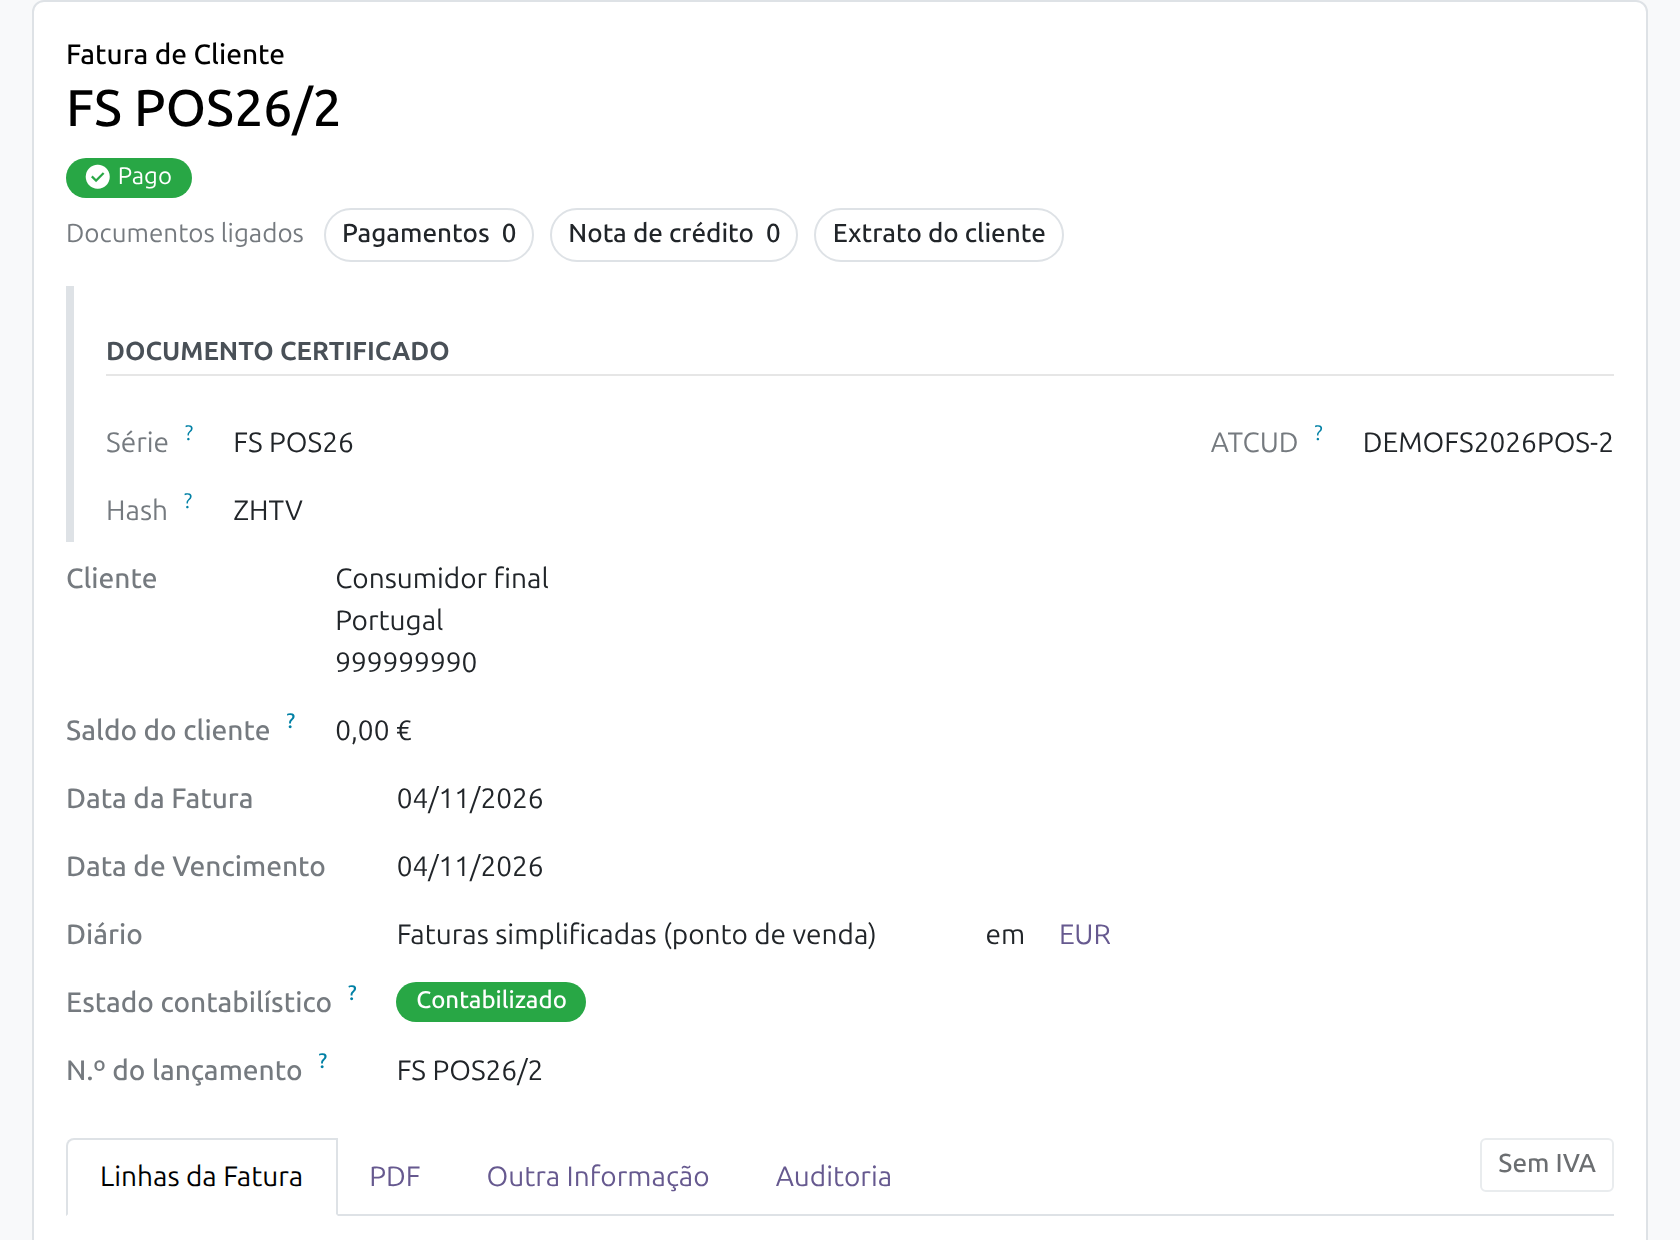 Fatura de Cliente
FS POS26/2
Pago
Documentos ligados Pagamentos 0 Nota de crédito 0 Extrato do cliente
DOCUMENTO CERTIFICADO
Série ? FS POS26 ATCUD ? DEMOFS2026POS-2
Hash ? ZHTV
Cliente Consumidor final
Portugal
999999990
Saldo do cliente ? 0,00 €
Data da Fatura 04/11/2026
Data de Vencimento 04/11/2026
Diário Faturas simplificadas (ponto de venda) em EUR
Estado contabilístico ? Contabilizado
N.º do lançamento ? FS POS26/2
Linhas da Fatura PDF Outra Informação Auditoria Sem IVA